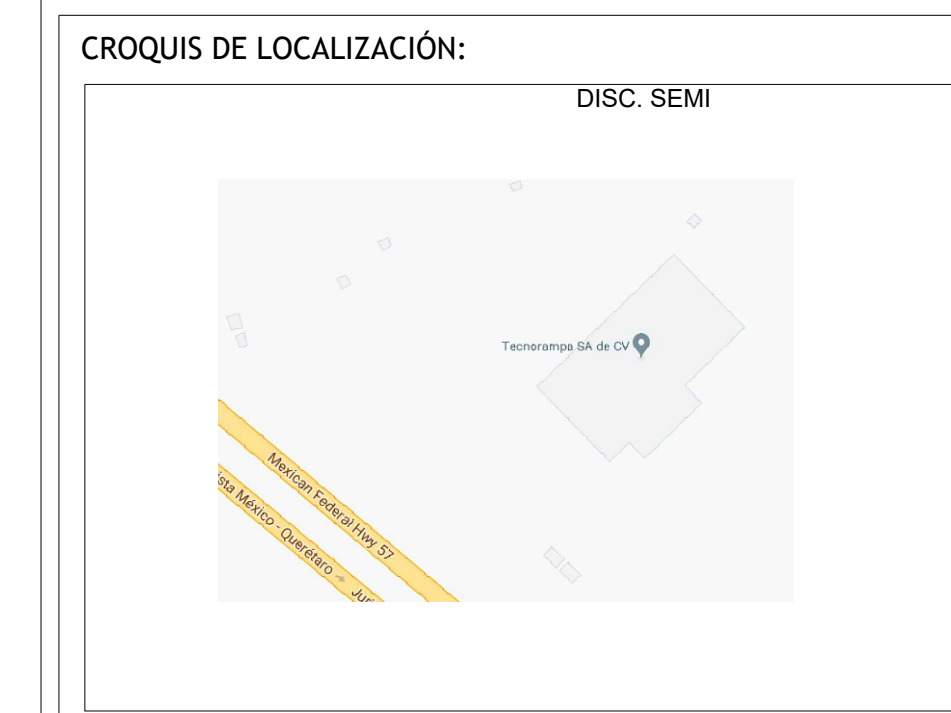 CROQUIS DE LOCALIZACIÓN:
DISC. SEMI
Tecnorampa SA de CV
Mexican Federal Hwy 57
ista México - Querétaro